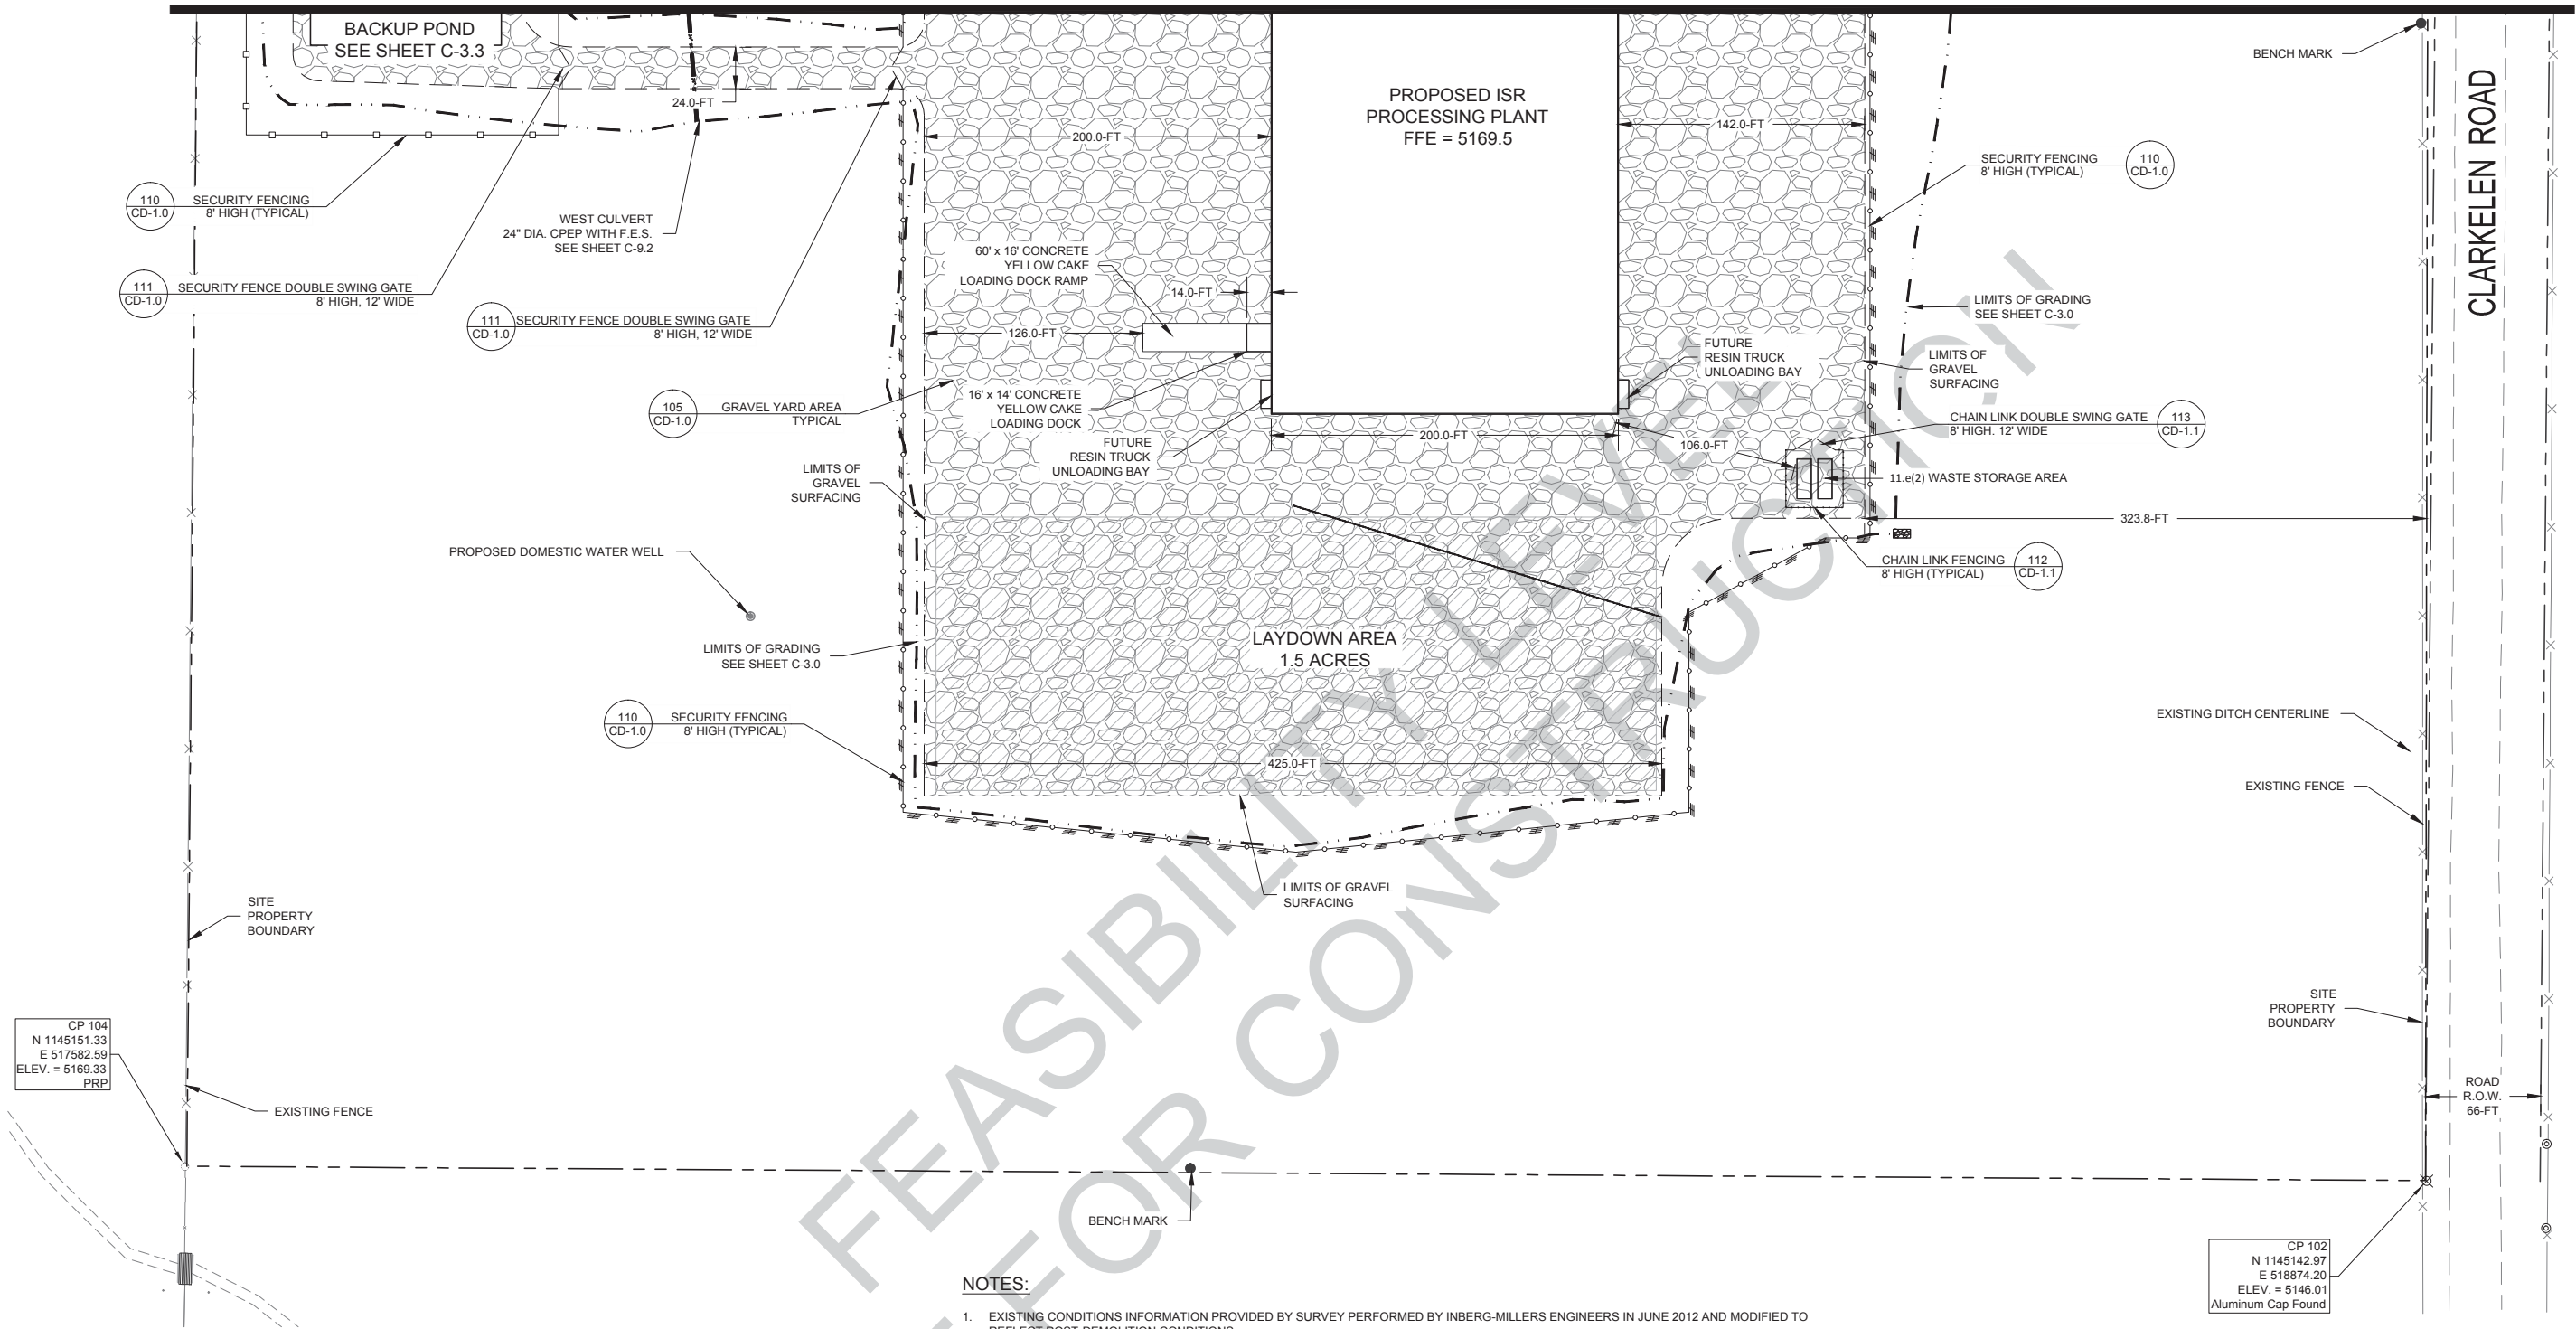 BACKUP POND
SEE SHEET C-3.3
24.0-FT
200.0-FT
PROPOSED ISR
PROCESSING PLANT
FFE = 5169.5
142.0-FT
BENCH MARK
CLARKELEN ROAD
110
CD-1.0
SECURITY FENCING
8' HIGH (TYPICAL)
WEST CULVERT
24" DIA. CPEP WITH F.E.S.
SEE SHEET C-9.2
SECURITY FENCING
8' HIGH (TYPICAL)
110
CD-1.0
111
CD-1.0
SECURITY FENCE DOUBLE SWING GATE
8' HIGH, 12' WIDE
111
CD-1.0
SECURITY FENCE DOUBLE SWING GATE
8' HIGH, 12' WIDE
60' x 16' CONCRETE
YELLOW CAKE
LOADING DOCK RAMP
14.0-FT
126.0-FT
LIMITS OF GRADING
SEE SHEET C-3.0
FUTURE
RESIN TRUCK
UNLOADING BAY
LIMITS OF
GRAVEL
SURFACING
105
CD-1.0
GRAVEL YARD AREA
TYPICAL
16' x 14' CONCRETE
YELLOW CAKE
LOADING DOCK
FUTURE
RESIN TRUCK
UNLOADING BAY
200.0-FT
106.0-FT
CHAIN LINK DOUBLE SWING GATE
8' HIGH. 12' WIDE
113
CD-1.1
11.e(2) WASTE STORAGE AREA
LIMITS OF
GRAVEL
SURFACING
323.8-FT
PROPOSED DOMESTIC WATER WELL
CHAIN LINK FENCING
8' HIGH (TYPICAL)
112
CD-1.1
LIMITS OF GRADING
SEE SHEET C-3.0
LAYDOWN AREA
1.5 ACRES
110
CD-1.0
SECURITY FENCING
8' HIGH (TYPICAL)
425.0-FT
EXISTING DITCH CENTERLINE
EXISTING FENCE
LIMITS OF GRAVEL
SURFACING
SITE
PROPERTY
BOUNDARY
SITE
PROPERTY
BOUNDARY
CP 104
N 1145151.33
E 517582.59
ELEV. = 5169.33
PRP
EXISTING FENCE
ROAD
R.O.W.
66-FT
BENCH MARK
CP 102
N 1145142.97
E 518874.20
ELEV. = 5146.01
Aluminum Cap Found
FEASIBILITY LEVEL
FOR CONSTRUCTION
NOTES:
1. EXISTING CONDITIONS INFORMATION PROVIDED BY SURVEY PERFORMED BY INBERG-MILLERS ENGINEERS IN JUNE 2012 AND MODIFIED TO
REFLECT POST-DEMOLITION CONDITIONS